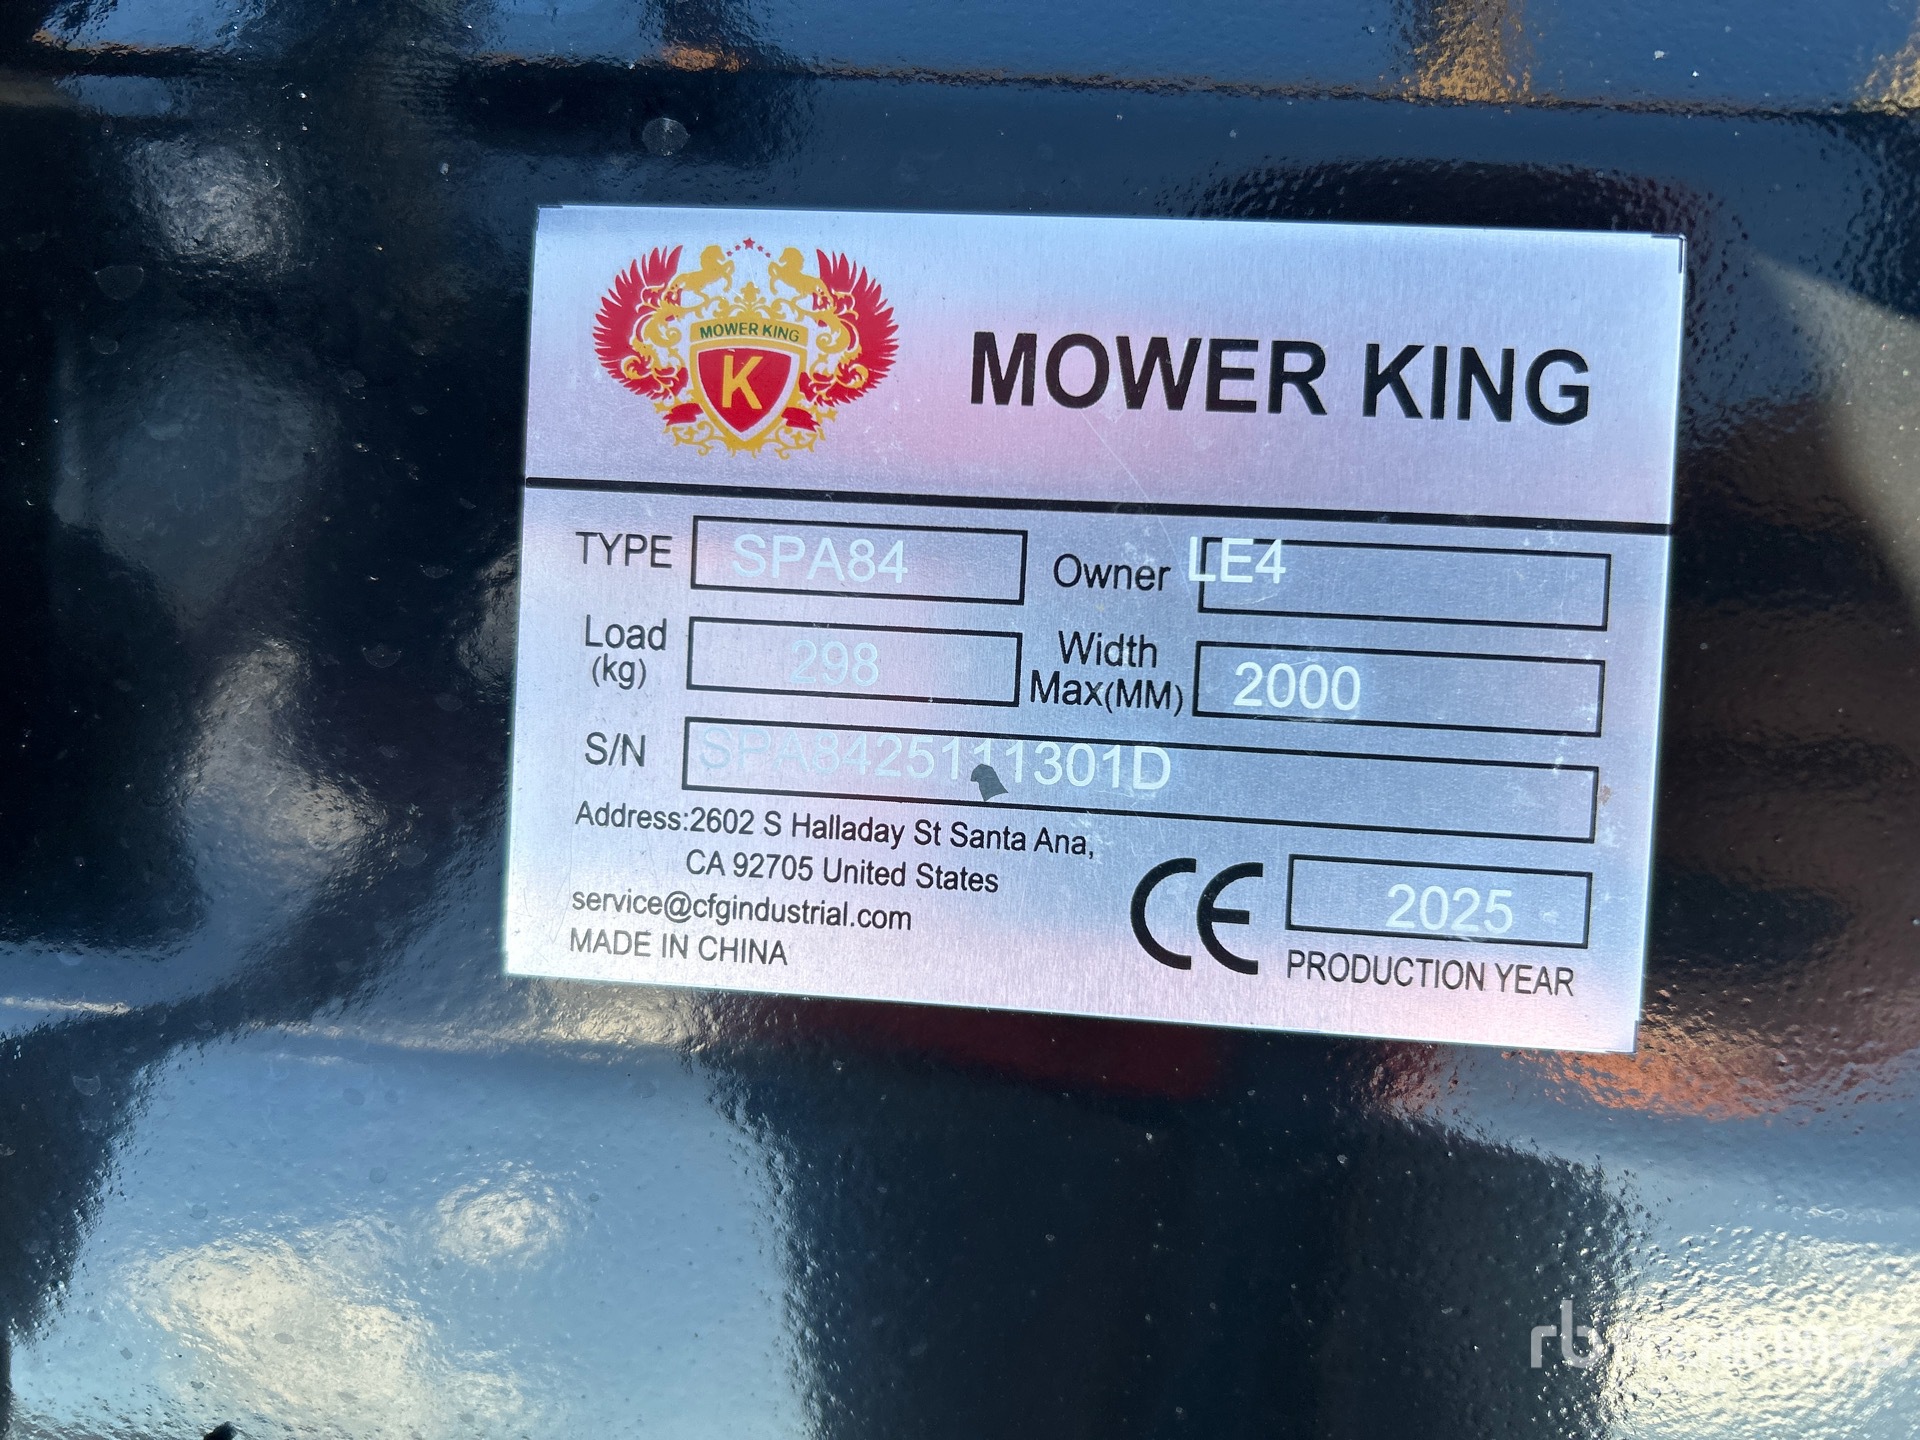 MOWER KING
K
MOWER KING
TYPE SPA84 Owner LE4
Load (kg) 298 Width Max(MM) 2000
S/N SPA8425111301D
Address:2602 S Halladay St Santa Ana,
CA 92705 United States
service@cfgindustrial.com
MADE IN CHINA
CE 2025
PRODUCTION YEAR
rb